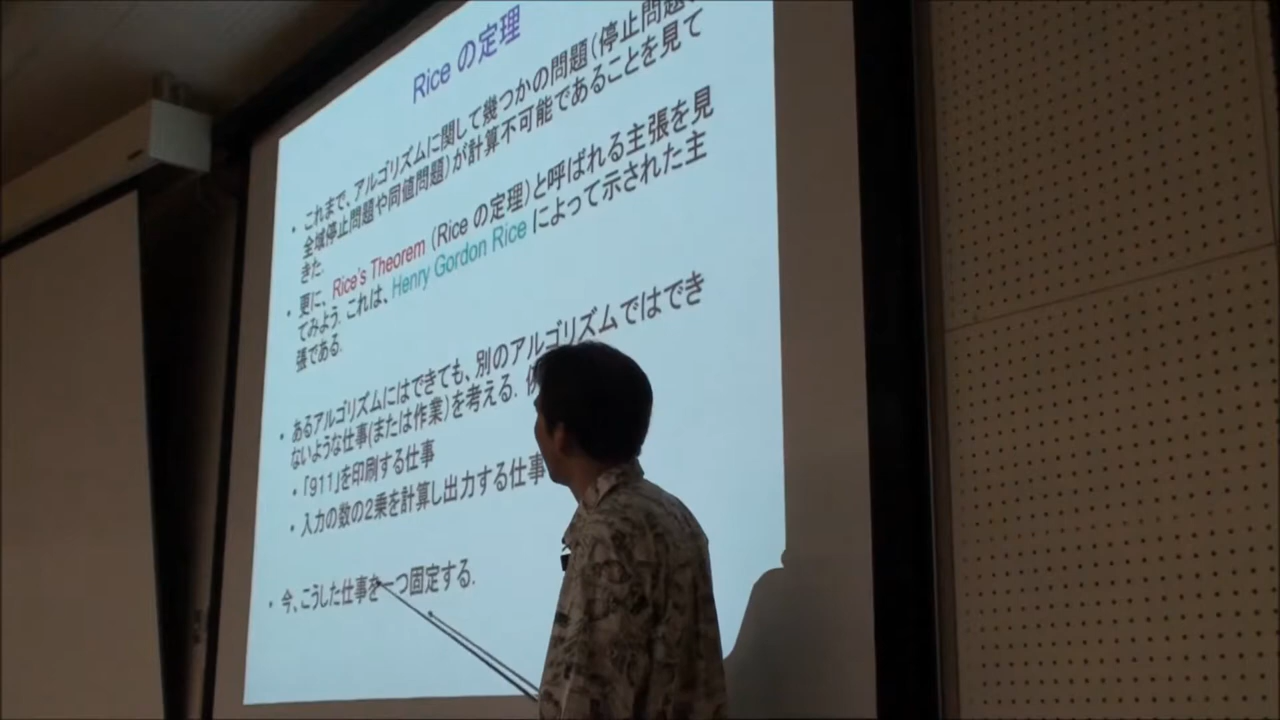 Rice の定理
• これまで、アルゴリズムに関して幾つかの問題(停止問題、
全域停止問題や同値問題)が計算不可能であることを見て
きた.
• 更に、Rice's Theorem (Rice の定理)と呼ばれる主張を見
てみよう. これは、Henry Gordon Rice によって示された主
張である.
• あるアルゴリズムにはできても、別のアルゴリズムではでき
ないような仕事(または作業)を考える.
• 「911」を印刷する仕事
• 入力の数の2乗を計算し出力する仕事
• 今、こうした仕事を一つ固定する.